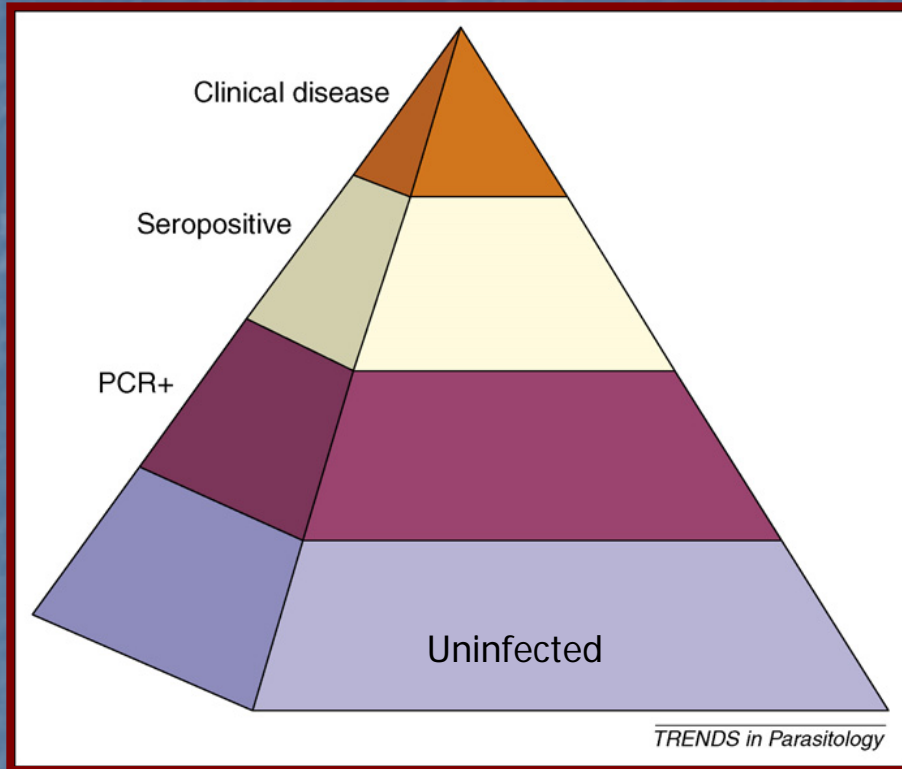 Clinical disease
Seropositive
PCR+
Uninfected
TRENDS in Parasitology